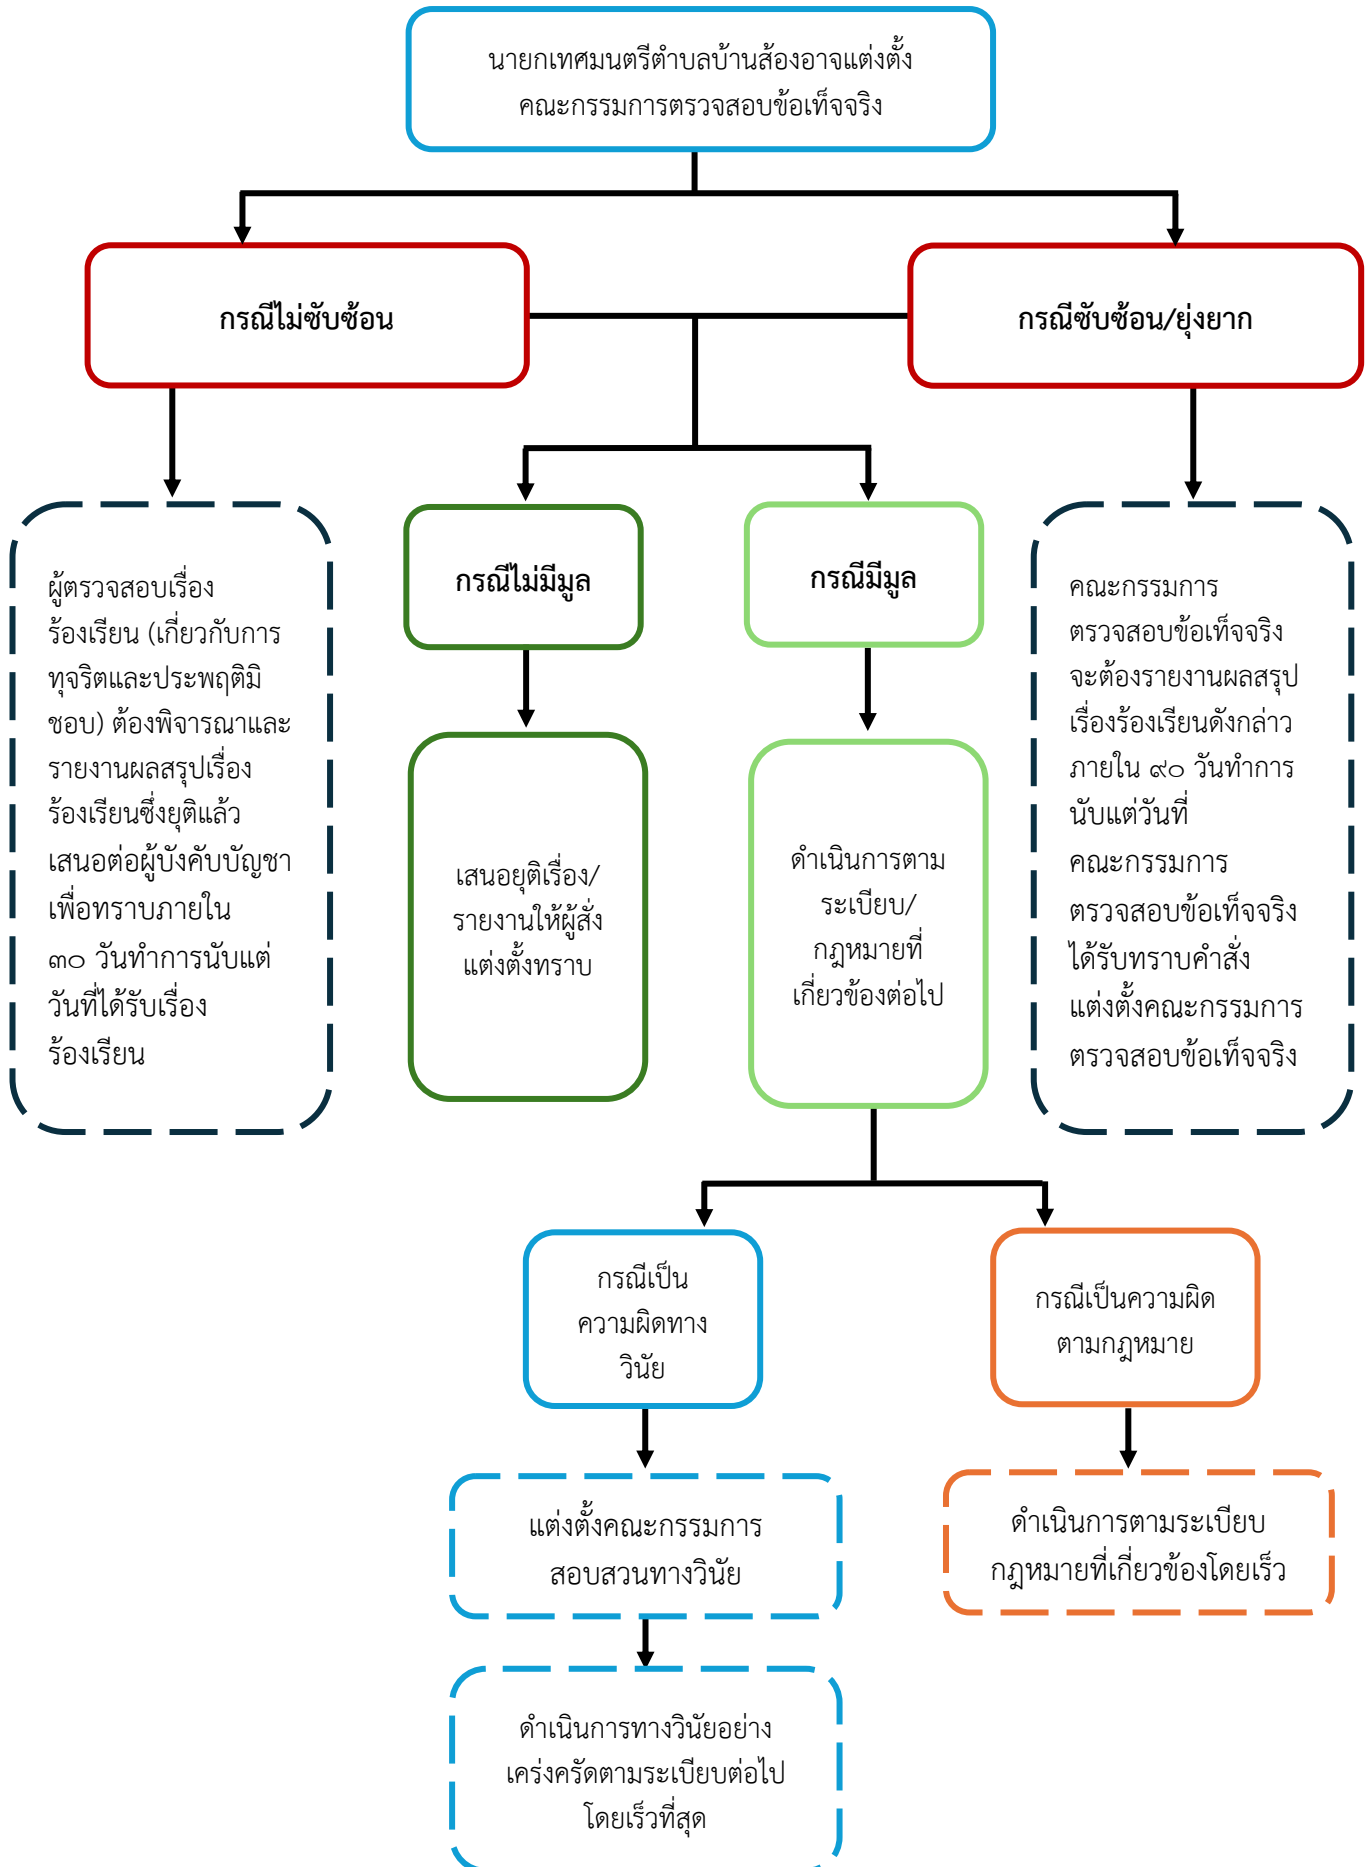 นายกเทศมนตรีตำบลบ้านส้องอาจแต่งตั้ง
คณะกรรมการตรวจสอบข้อเท็จจริง
กรณีไม่ซับซ้อน
กรณีซับซ้อน/ยุ่งยาก
ผู้ตรวจสอบเรื่อง
ร้องเรียน (เกี่ยวกับการ
ทุจริตและประพฤติมิ
ชอบ) ต้องพิจารณาและ
รายงานผลสรุปเรื่อง
ร้องเรียนซึ่งยุติแล้ว
เสนอต่อผู้บังคับบัญชา
เพื่อทราบภายใน
๓๐ วันทำการนับแต่
วันที่ได้รับเรื่อง
ร้องเรียน
กรณีไม่มีมูล
กรณีมีมูล
เสนอยุติเรื่อง/
รายงานให้ผู้สั่ง
แต่งตั้งทราบ
ดำเนินการตาม
ระเบียบ/
กฎหมายที่
เกี่ยวข้องต่อไป
คณะกรรมการ
ตรวจสอบข้อเท็จจริง
จะต้องรายงานผลสรุป
เรื่องร้องเรียนดังกล่าว
ภายใน ๙๐ วันทำการ
นับแต่วันที่
คณะกรรมการ
ตรวจสอบข้อเท็จจริง
ได้รับทราบคำสั่ง
แต่งตั้งคณะกรรมการ
ตรวจสอบข้อเท็จจริง
กรณีเป็น
ความผิดทาง
วินัย
กรณีเป็นความผิด
ตามกฎหมาย
แต่งตั้งคณะกรรมการ
สอบสวนทางวินัย
ดำเนินการตามระเบียบ
กฎหมายที่เกี่ยวข้องโดยเร็ว
ดำเนินการทางวินัยอย่าง
เคร่งครัดตามระเบียบต่อไป
โดยเร็วที่สุด